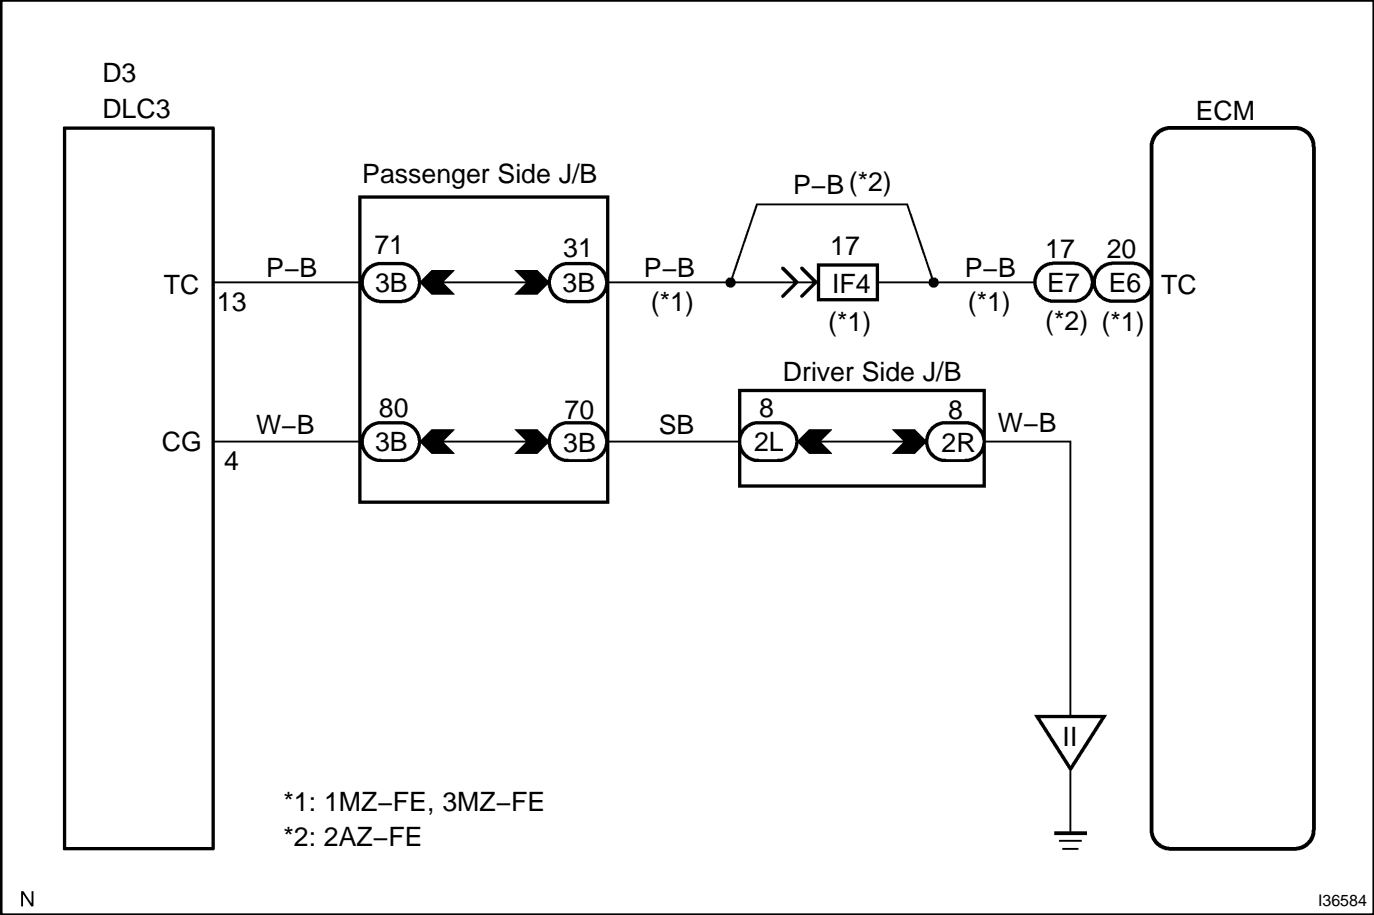 D3
DLC3
ECM
Passenger Side J/B
P−B (*2)
71
31
17
17
20
TC
P−B
3B
3B
P−B
IF4
P−B
E7
E6
TC
13
(*1)
(*1)
(*1)
(*2)
(*1)
Driver Side J/B
80
70
8
8
CG
W−B
3B
3B
SB
2L
2R
W−B
4
II
*1: 1MZ−FE, 3MZ−FE
*2: 2AZ−FE
N
I36584